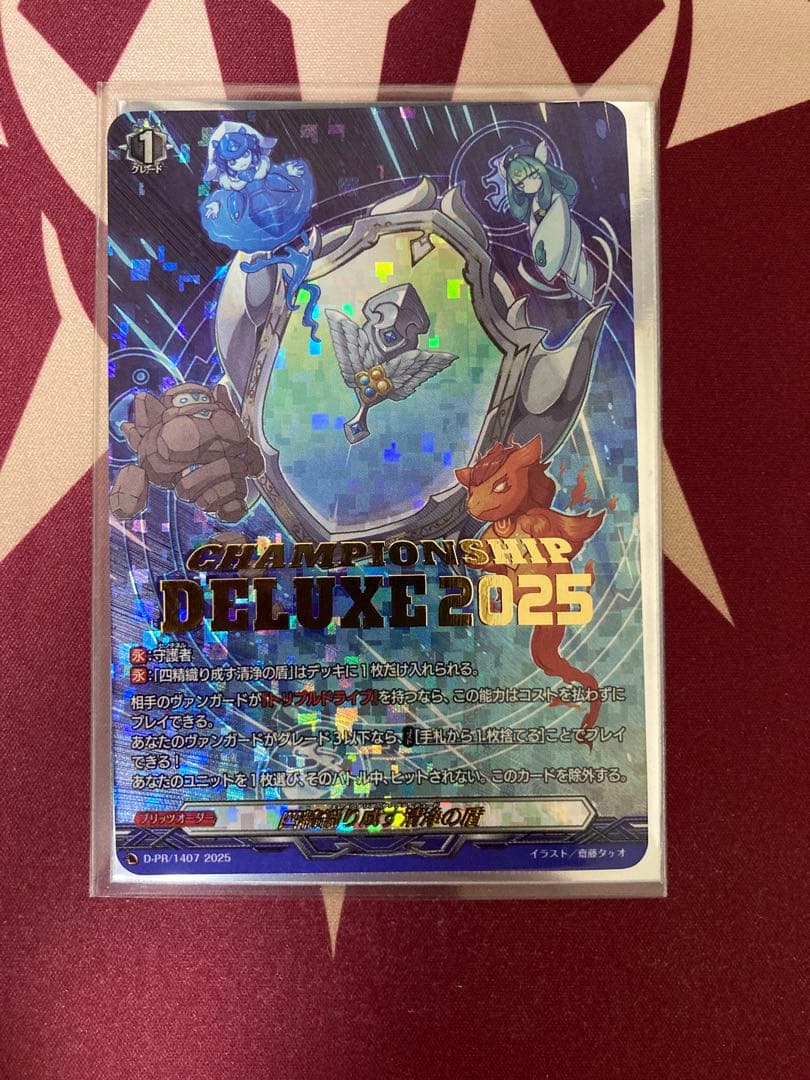 1
グレード
CHAMPIONSHIP
DELUXE 2025
永:守護者
永:「四精織り成す清浄の盾」はデッキに1枚だけ入れられる。
相手のヴァンガードが『トリプルドライブ』を持つなら、この能力はコストを払わずに
プレイできる。
あなたのヴァンガードがグレード3以下なら、[手札から1枚捨てる]ことでプレイ
できる!
あなたのユニットを1枚選び、そのバトル中、ヒットされない。このカードを除外する。
ブリッツオーダー
四精織り成す清浄の盾
D-PR/1407 2025
イラスト/齋藤タケオ